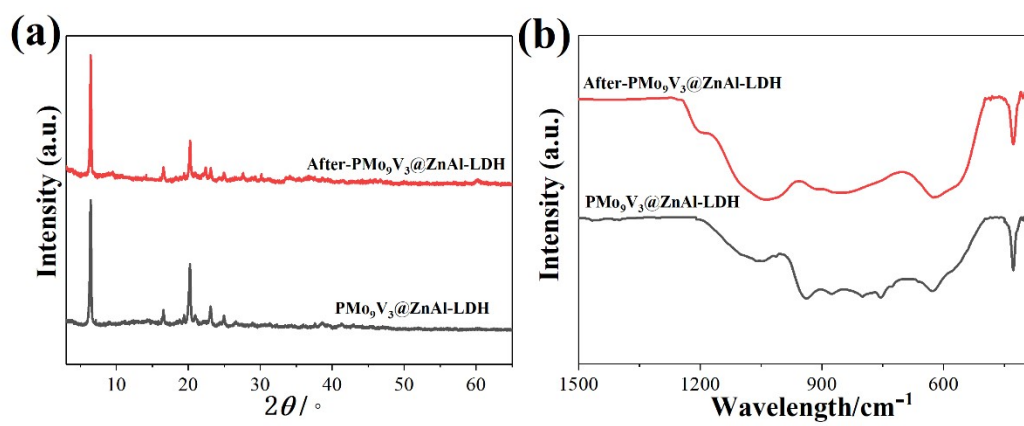 (a)
Intensity (a.u.)
After-PMo₉V₃@ZnAl-LDH
PMo₉V₃@ZnAl-LDH
10 20 30 40 50 60
2θ/°
(b)
Intensity (a.u.)
After-PMo₉V₃@ZnAl-LDH
PMo₉V₃@ZnAl-LDH
1500 1200 900 600
Wavelength/cm⁻¹